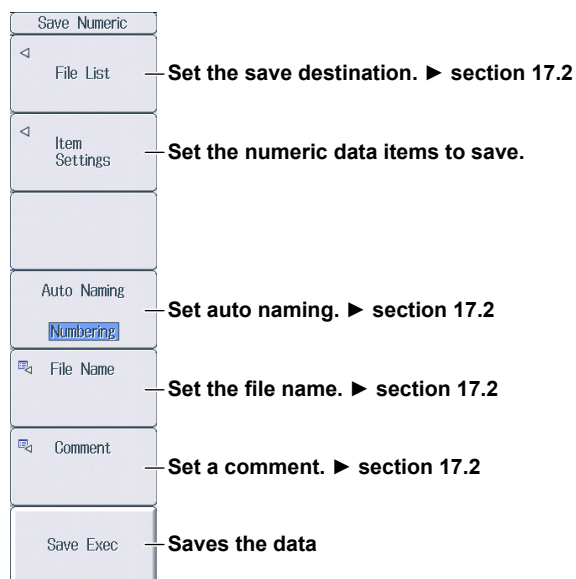 Save Numeric
File List
Set the save destination. ► section 17.2
Item
Settings
Set the numeric data items to save.
Auto Naming
Numbering
Set auto naming. ► section 17.2
File Name
Set the file name. ► section 17.2
Comment
Set a comment. ► section 17.2
Save Exec
Saves the data